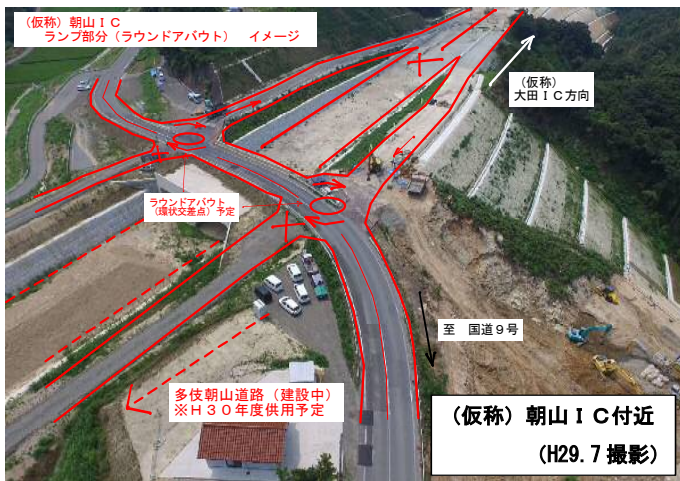 (仮称)朝山IC
ランプ部分(ラウンドアバウト) イメージ
(仮称)
大田IC方向
ラウンドアバウト
(環状交差点)予定
至 国道9号
多伎朝山道路(建設中)
※H30年度供用予定
(仮称)朝山IC付近
(H29.7撮影)